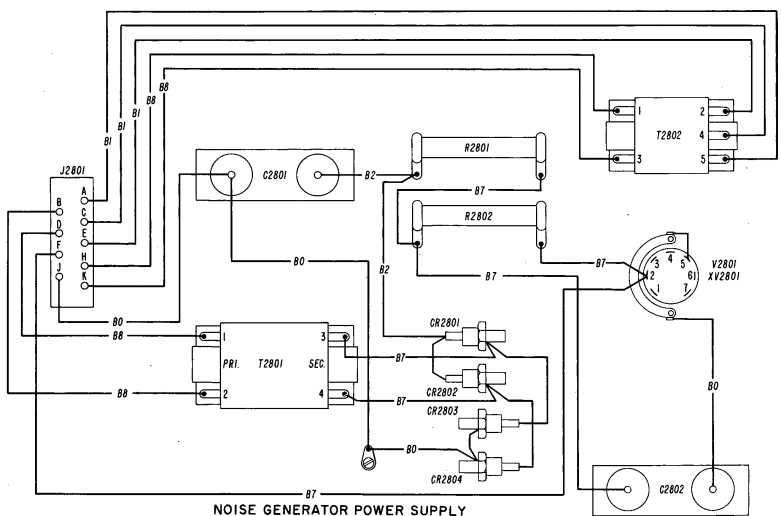 B1
B1
B1
B8
B8
J2801
A
B
C
D
E
F
H
J
K
C2801
B2
R2801
B7
R2802
B7
B7
1
2
T2802
4
3
5
V2801
XV2801
1
2
3
4
5
6
7
B0
B2
B0
B8
1
3
PRI.
T2801
SEC.
2
4
B8
B7
B7
CR2801
CR2802
CR2803
CR2804
B0
B0
B7
C2802
NOISE GENERATOR POWER SUPPLY